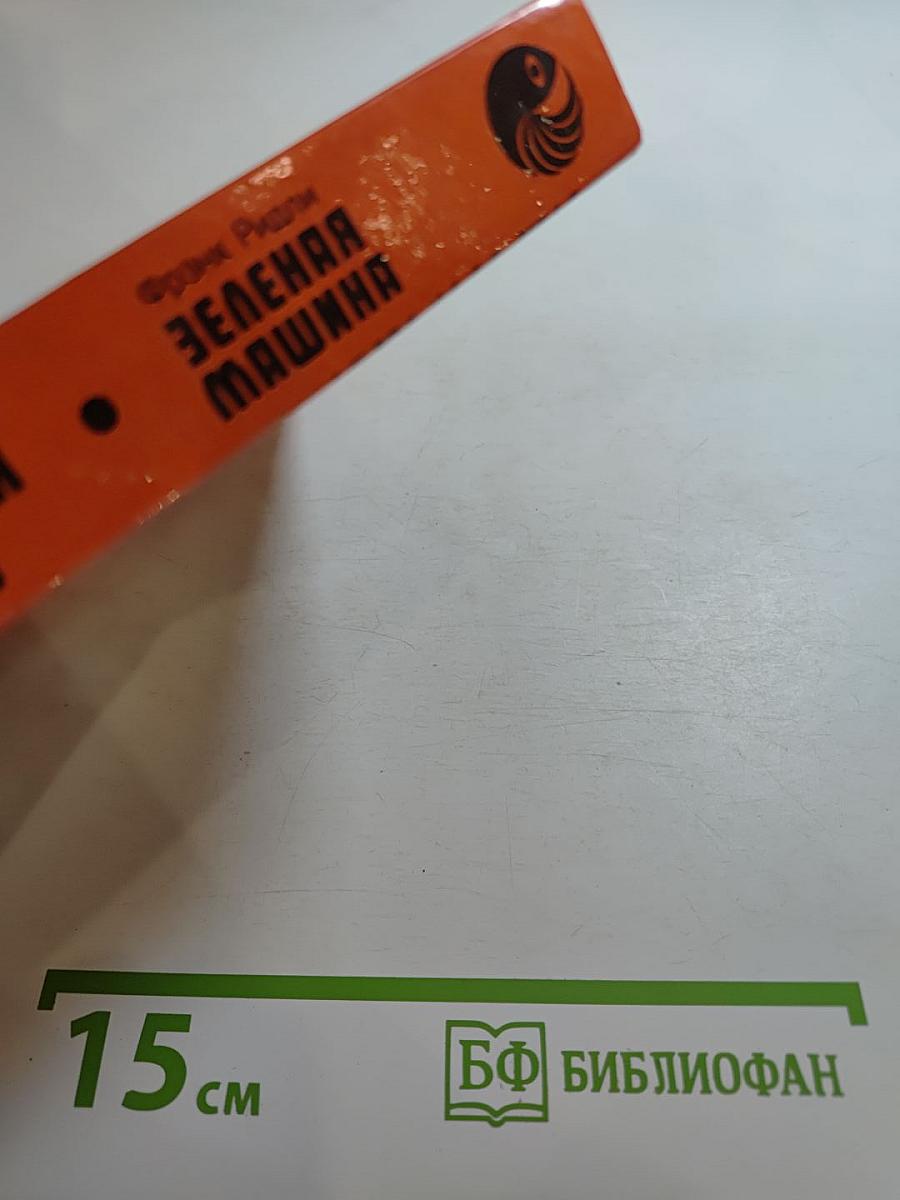 Фрэнк Ридли
ЗЕЛЕНАЯ
МАШИНА
15 см
БФ БИБЛИОФАН